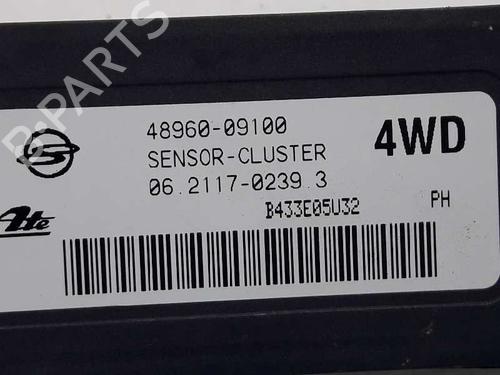 48960-09100
4WD
SENSOR-CLUSTER
06.2117-0239.3
B433E05U32
PH
Ate
B-PARTS